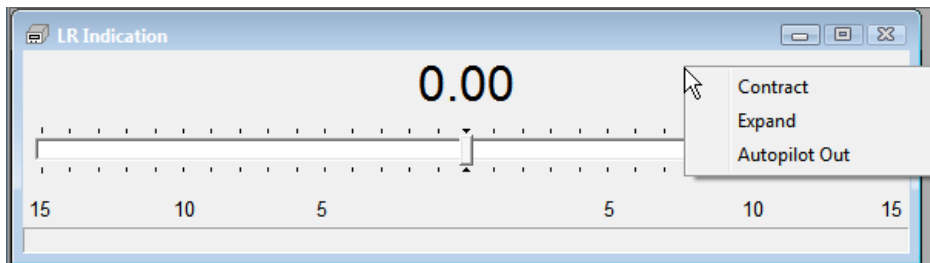 LR Indication
0.00
Contract
Expand
Autopilot Out
15 10 5 5 10 15